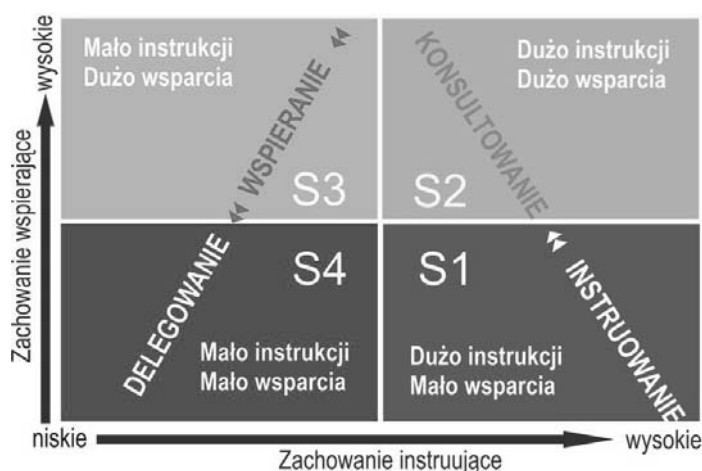 wysokie
Zachowanie wspierające
Mało instrukcji
Dużo wsparcia
WSPIERANIE
S3
KONSULTOWANIE
Dużo instrukcji
Dużo wsparcia
S2
DELEGOWANIE
S4
Mało instrukcji
Mało wsparcia
S1
INSTRUOWANIE
Dużo instrukcji
Mało wsparcia
niskie
wysokie
Zachowanie instruujące